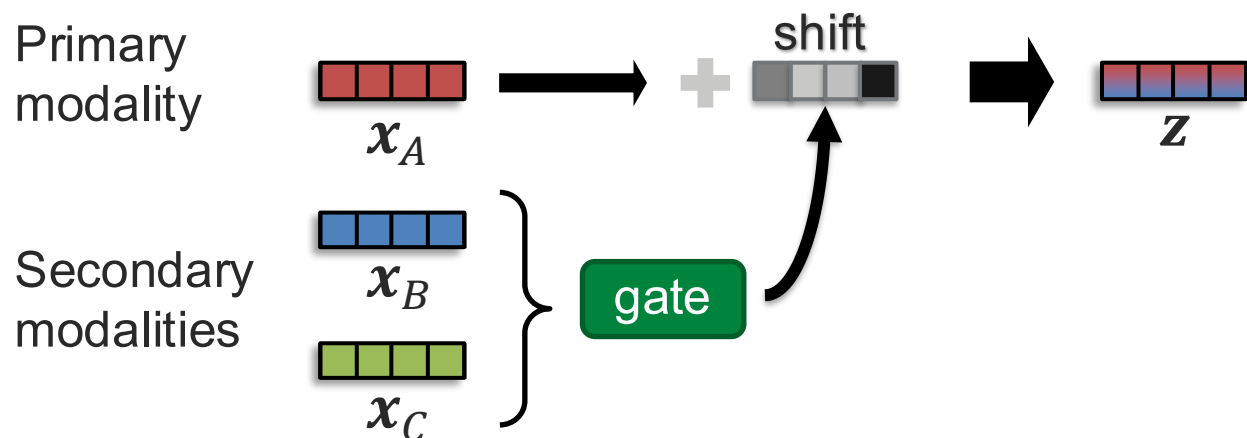 Primary
modality
x_A
shift
z
Secondary
modalities
x_B
gate
x_C